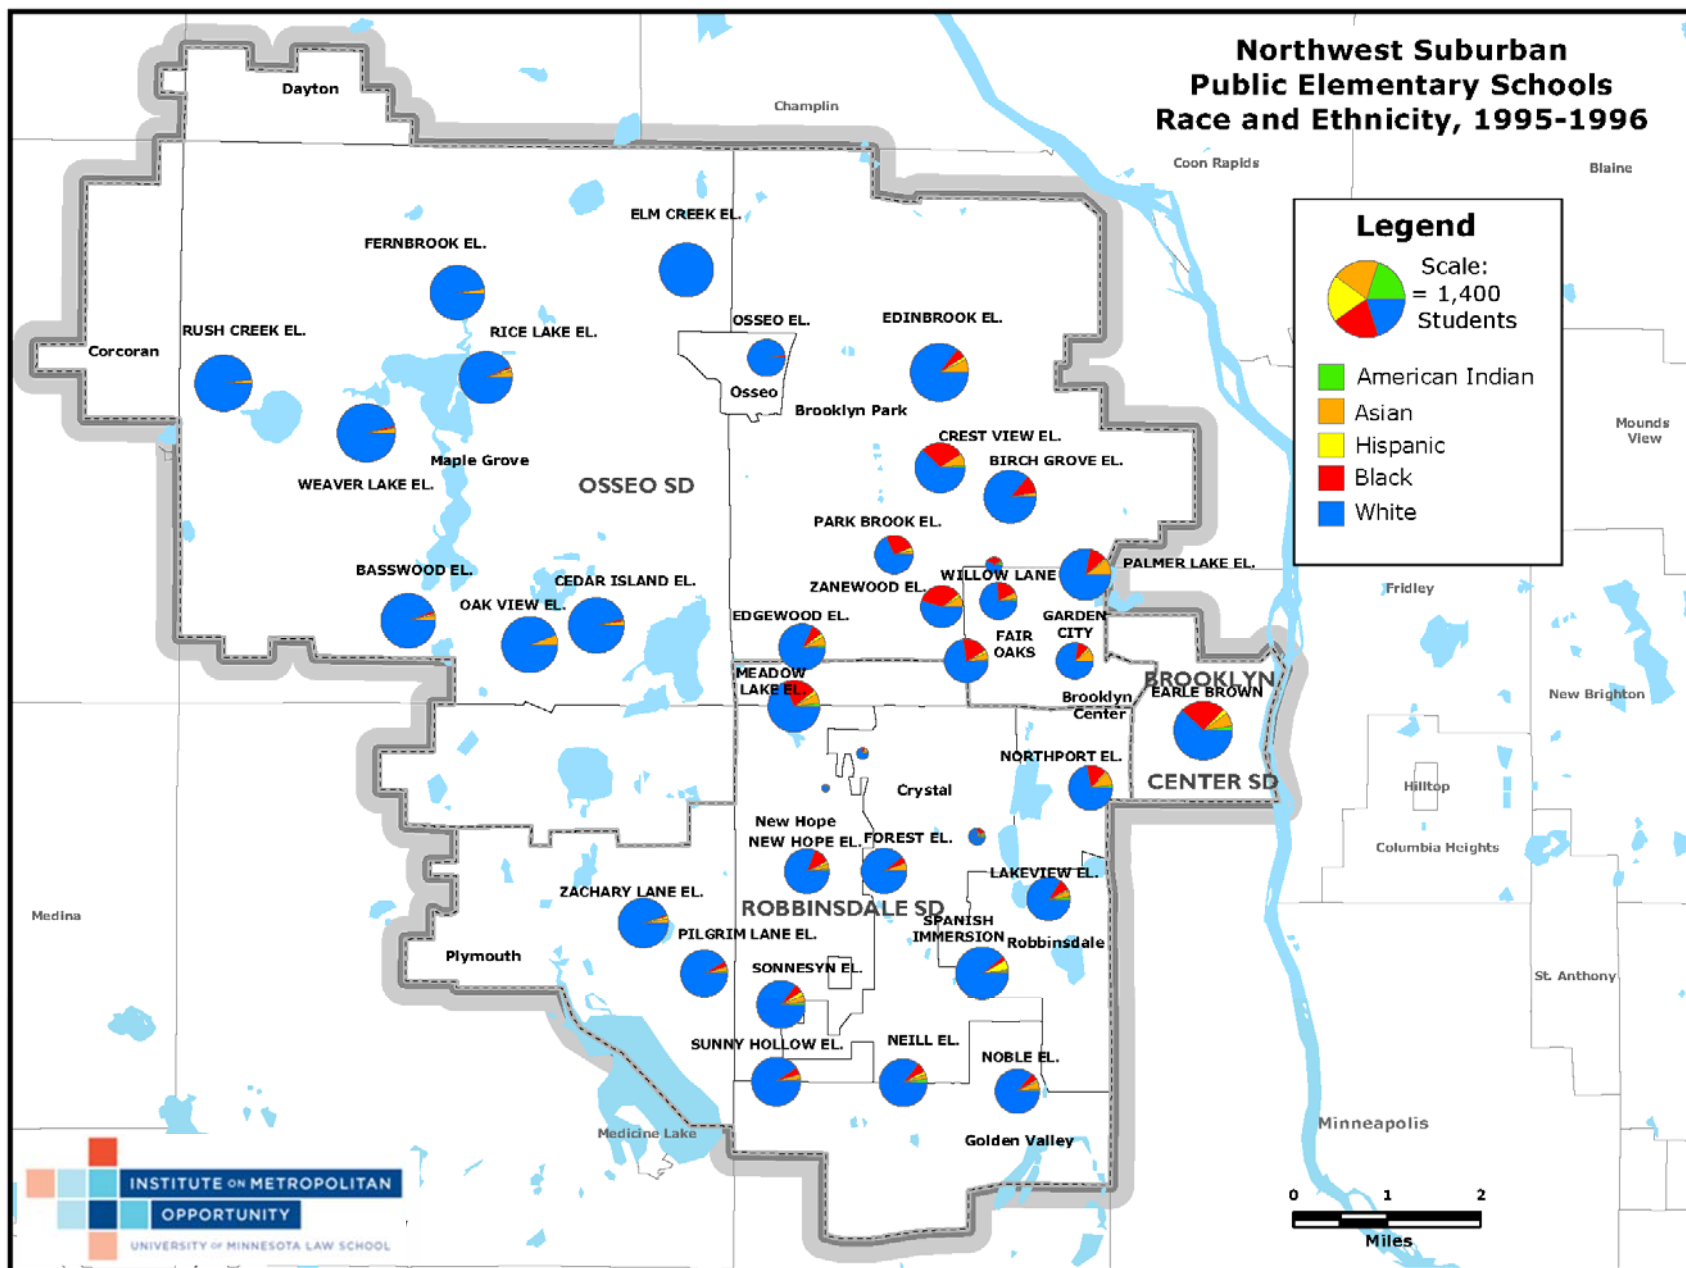 Northwest Suburban
Public Elementary Schools
Race and Ethnicity, 1995-1996
Dayton
Champlin
Coon Rapids
Blaine
Legend
Scale:
= 1,400
Students
American Indian
Asian
Hispanic
Black
White
ELM CREEK EL.
FERNBROOK EL.
RUSH CREEK EL.
RICE LAKE EL.
OSSEO EL.
EDINBROOK EL.
Corcoran
Osseo
Brooklyn Park
Mounds
View
CREST VIEW EL.
BIRCH GROVE EL.
Maple Grove
WEAVER LAKE EL.
OSSEO SD
PARK BROOK EL.
PALMER LAKE EL.
BASSWOOD EL.
CEDAR ISLAND EL.
ZANEWOOD EL.
WILLOW LANE
Fridley
OAK VIEW EL.
EDGEWOOD EL.
GARDEN
CITY
FAIR
OAKS
MEADOW
LAKE EL.
BROOKLYN
EARLE BROWN
New Brighton
Brooklyn
Center
NORTHPORT EL.
CENTER SD
Crystal
Hilltop
New Hope
NEW HOPE EL.
FOREST EL.
Columbia Heights
LAKEVIEW EL.
ZACHARY LANE EL.
ROBBINSDALE SD
Medina
SPANISH
IMMERSION
Robbinsdale
PILGRIM LANE EL.
Plymouth
SONNESYN EL.
St. Anthony
SUNNY HOLLOW EL.
NEILL EL.
NOBLE EL.
Medicine Lake
Golden Valley
Minneapolis
INSTITUTE ON METROPOLITAN
OPPORTUNITY
UNIVERSITY OF MINNESOTA LAW SCHOOL
0 1 2
Miles